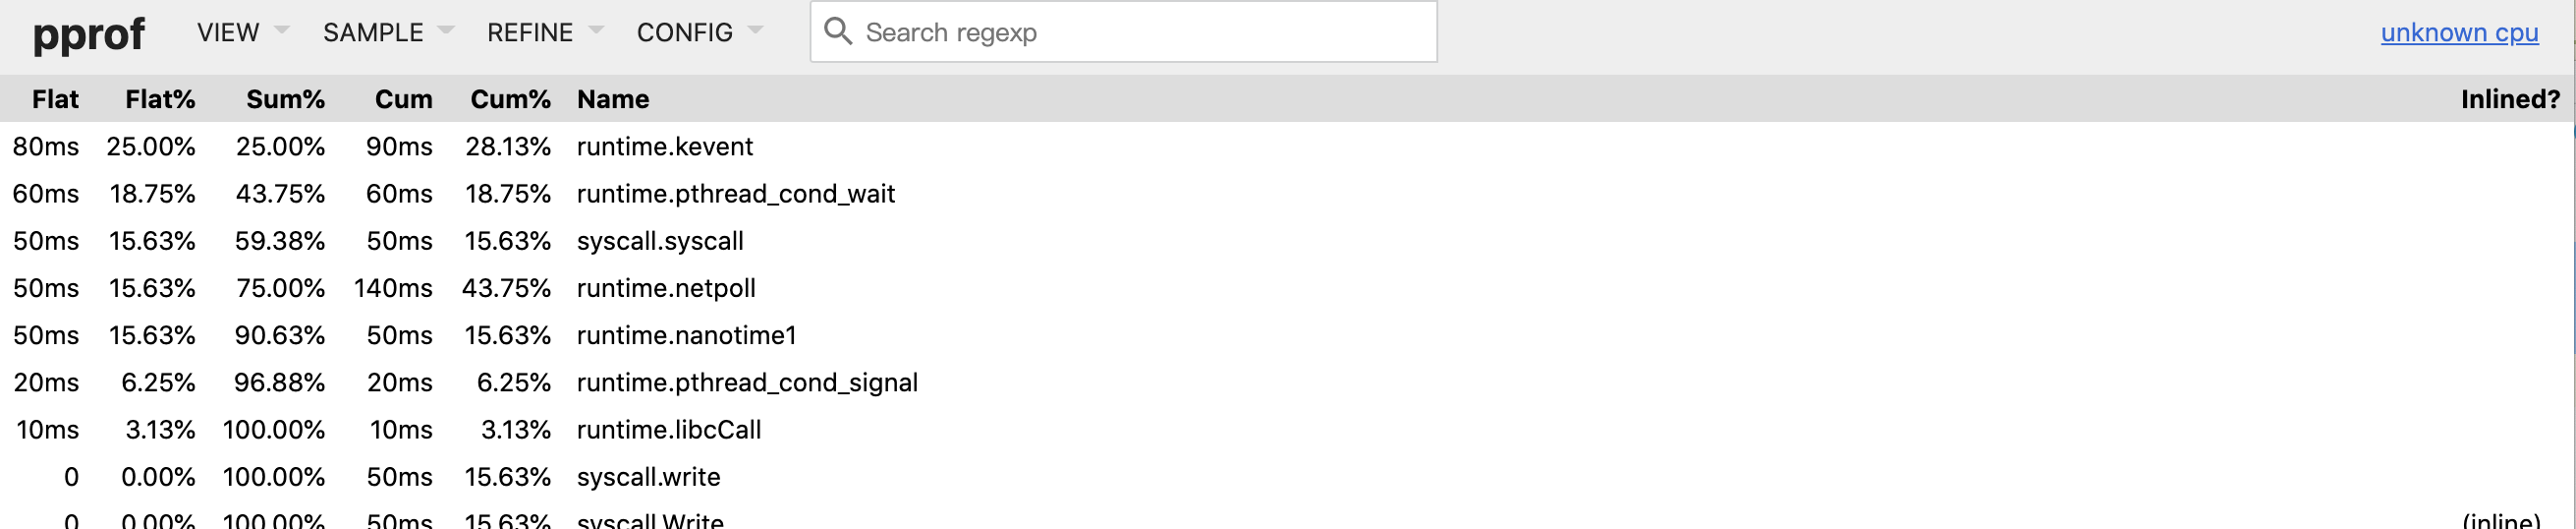 pprof VIEW SAMPLE REFINE CONFIG Search regexp unknown cpu
Flat Flat% Sum% Cum Cum% Name Inlined?
80ms 25.00% 25.00% 90ms 28.13% runtime.kevent
60ms 18.75% 43.75% 60ms 18.75% runtime.pthread_cond_wait
50ms 15.63% 59.38% 50ms 15.63% syscall.syscall
50ms 15.63% 75.00% 140ms 43.75% runtime.netpoll
50ms 15.63% 90.63% 50ms 15.63% runtime.nanotime1
20ms 6.25% 96.88% 20ms 6.25% runtime.pthread_cond_signal
10ms 3.13% 100.00% 10ms 3.13% runtime.libcCall
0 0.00% 100.00% 50ms 15.63% syscall.write
0 0.00% 100.00% 50ms 15.63% syscall.Write (inline)